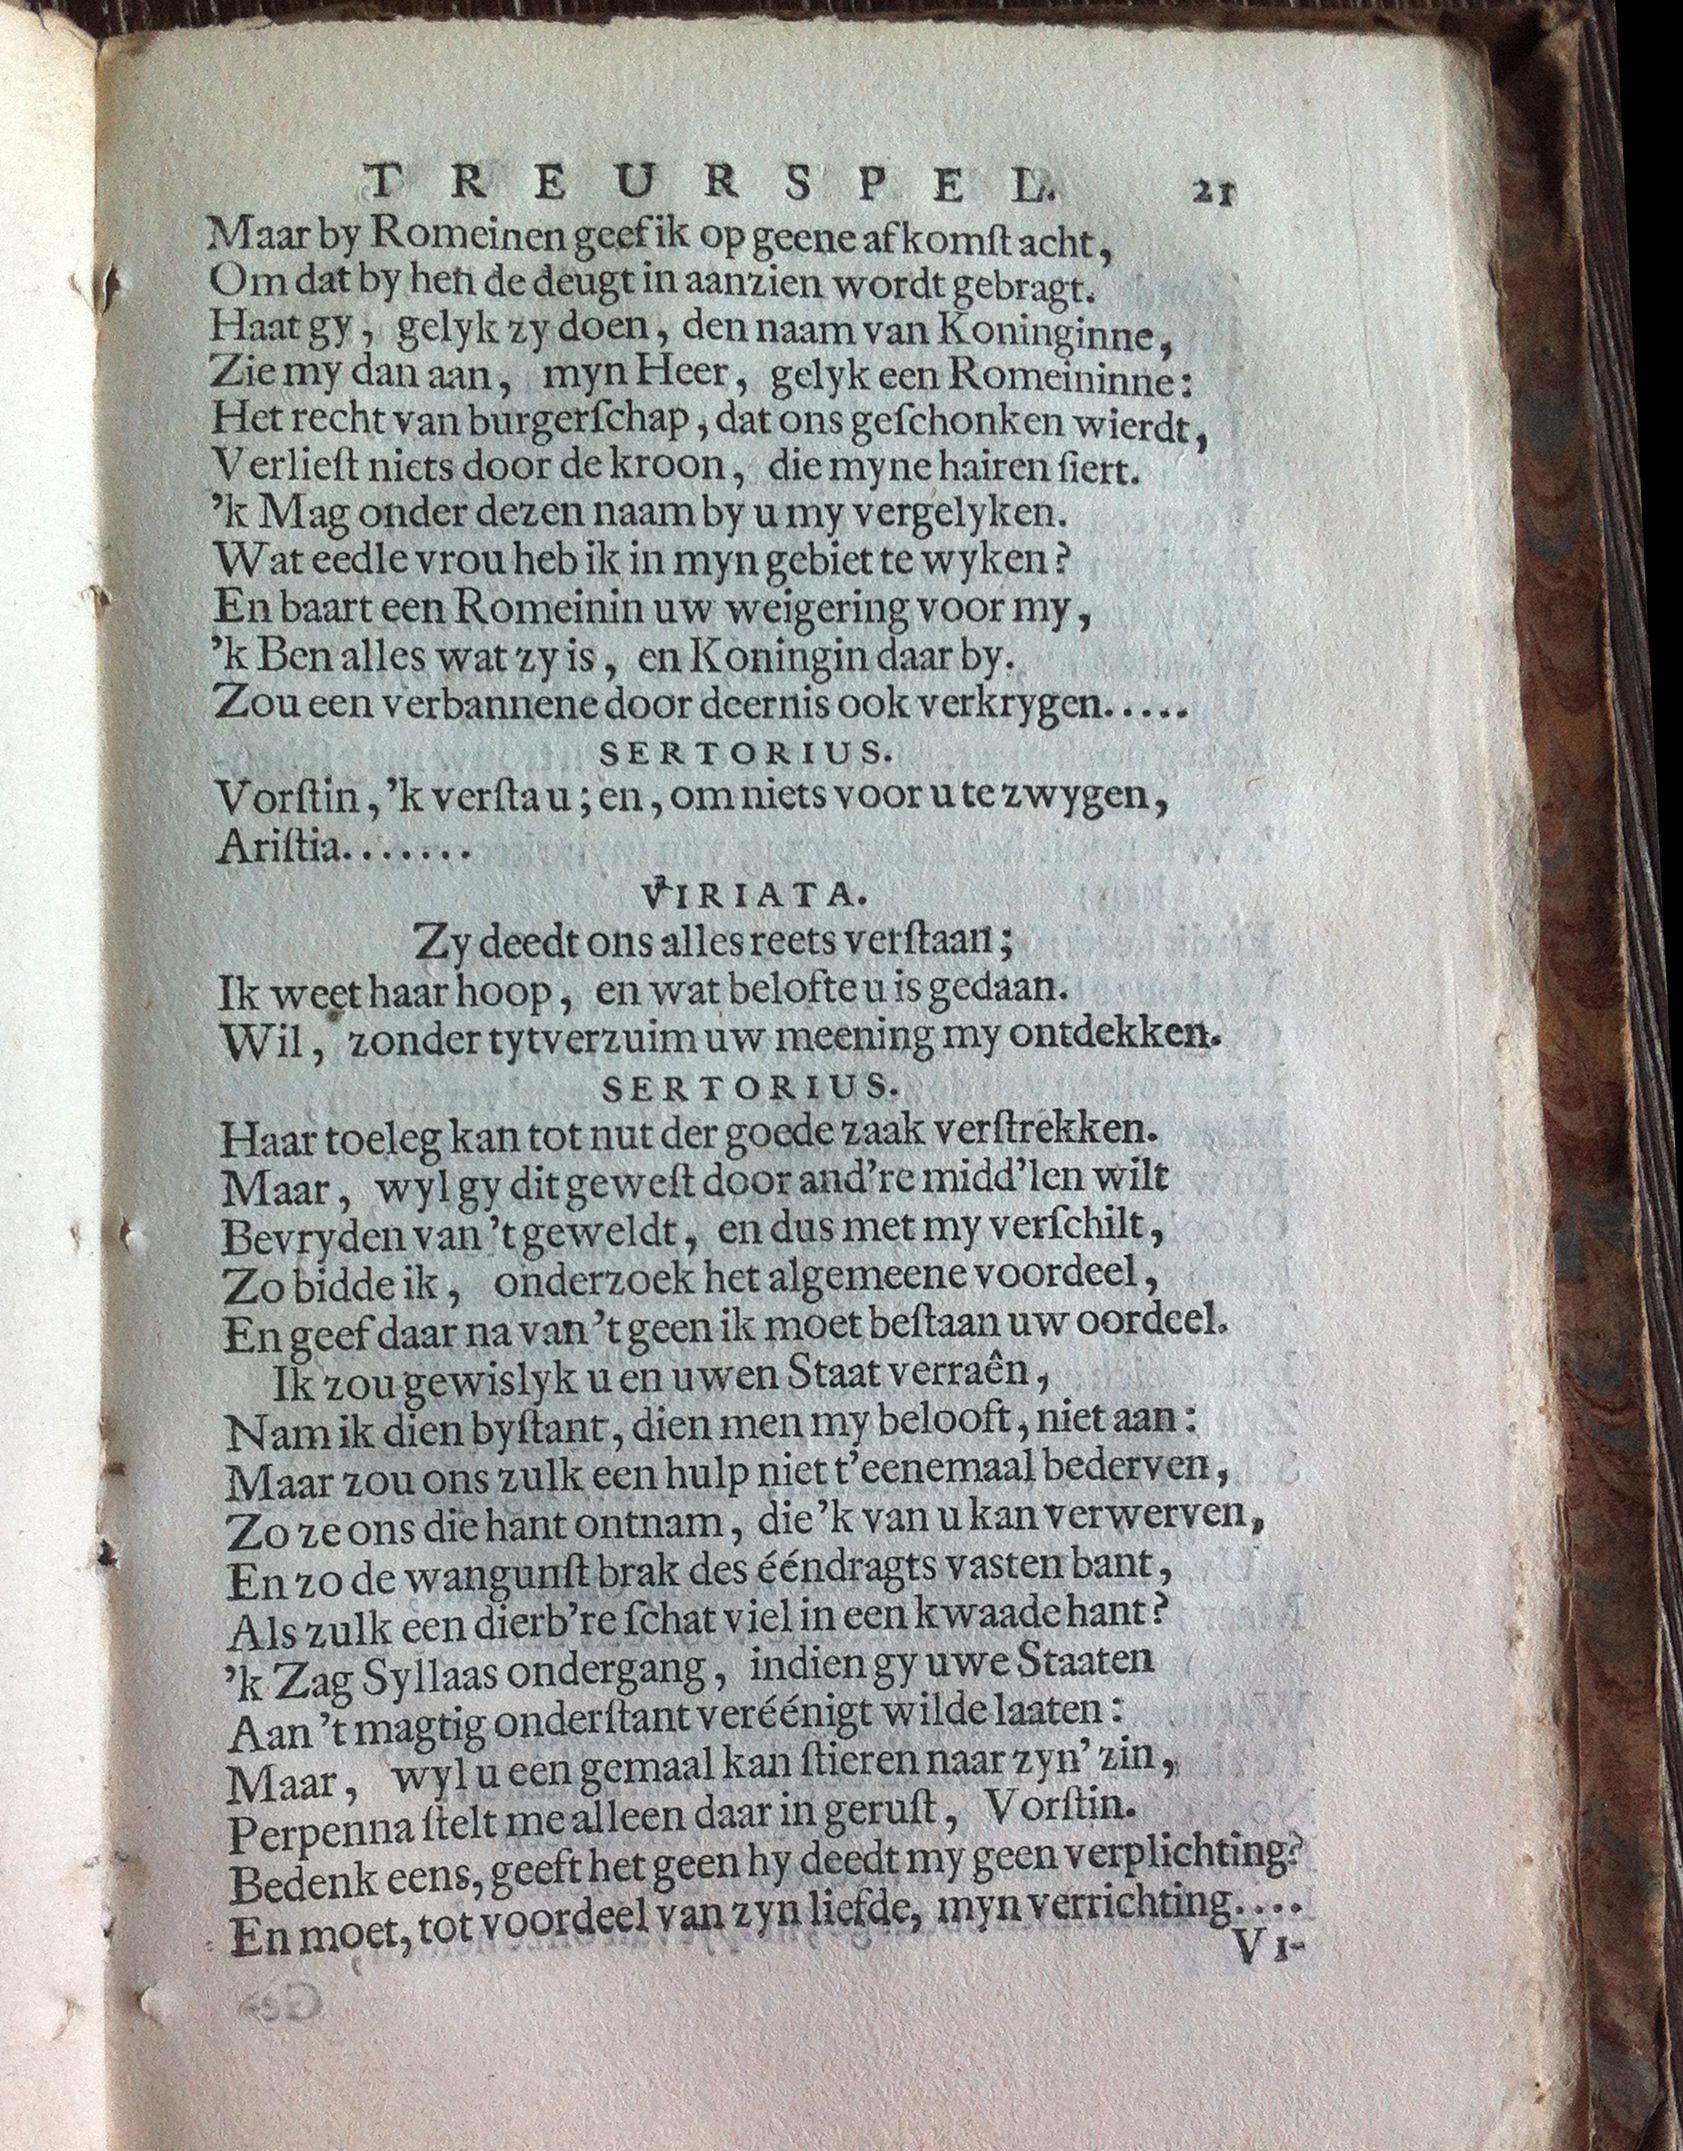 TREURSPEL. 21
Maar by Romeinen geef ik op geene afkomſt acht,
Om dat by hen de deugt in aanzien wordt gebragt.
Haat gy, gelyk zy doen, den naam van Koninginne,
Zie my dan aan, myn Heer, gelyk een Romeininne:
Het recht van burgerſchap, dat ons geſchonken wierdt,
Verlieſt niets door de kroon, die myne hairen ſiert.
'k Mag onder dezen naam by u my vergelyken.
Wat eedle vrou heb ik in myn gebiet te wyken?
En baart een Romeinin uw weigering voor my,
'k Ben alles wat zy is, en Koningin daar by.
Zou een verbannene door deernis ook verkrygen.....
SERTORIUS.
Vorſtin, 'k verſta u; en, om niets voor u te zwygen,
Ariſtia.......
VIRIATA.
Zy deedt ons alles reets verſtaan;
Ik weet haar hoop, en wat belofte u is gedaan.
Wil, zonder tytverzuim uw meening my ontdekken.
SERTORIUS.
Haar toeleg kan tot nut der goede zaak verſtrekken.
Maar, wyl gy dit geweſt door and're midd'len wilt
Bevryden van 't geweldt, en dus met my verſchilt,
Zo bidde ik, onderzoek het algemeene voordeel,
En geef daar na van 't geen ik moet beſtaan uw oordeel.
Ik zou gewislyk u en uwen Staat verraên,
Nam ik dien byſtant, dien men my belooft, niet aan:
Maar zou ons zulk een hulp niet t'eenemaal bederven,
Zo ze ons die hant ontnam, die 'k van u kan verwerven,
En zo de wangunſt brak des ééndragts vasten bant,
Als zulk een dierb're ſchat viel in een kwaade hant?
'k Zag Syllaas ondergang, indien gy uwe Staaten
Aan 't magtig onderſtant veréénigt wilde laaten:
Maar, wyl u een gemaal kan ſtieren naar zyn' zin,
Perpenna ſtelt me alleen daar in geruſt, Vorſtin.
Bedenk eens, geeft het geen hy deedt my geen verplichting?
En moet, tot voordeel van zyn liefde, myn verrichting....
VI-